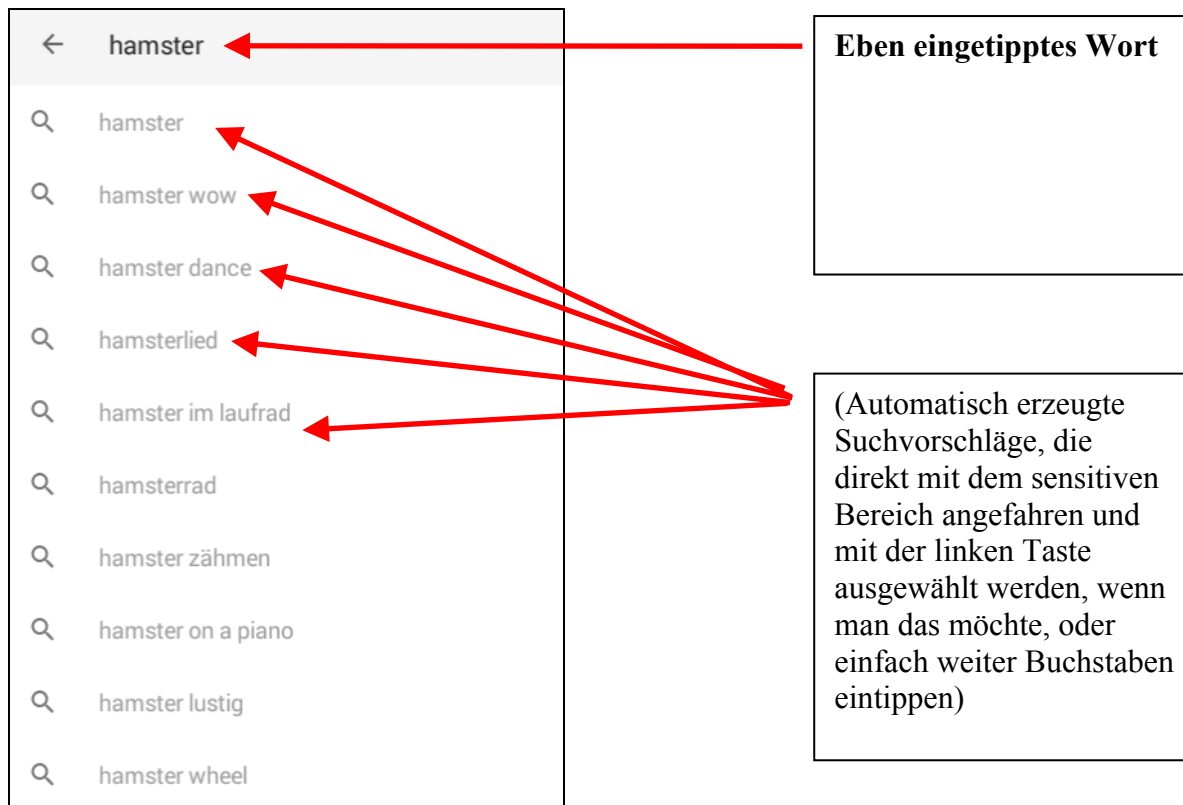 hamster
hamster
hamster wow
hamster dance
hamsterlied
hamster im laufrad
hamsterrad
hamster zähmen
hamster on a piano
hamster lustig
hamster wheel
Eben eingetipptes Wort
(Automatisch erzeugte
Suchvorschläge, die
direkt mit dem sensitiven
Bereich angefahren und
mit der linken Taste
ausgewählt werden, wenn
man das möchte, oder
einfach weiter Buchstaben
eintippen)